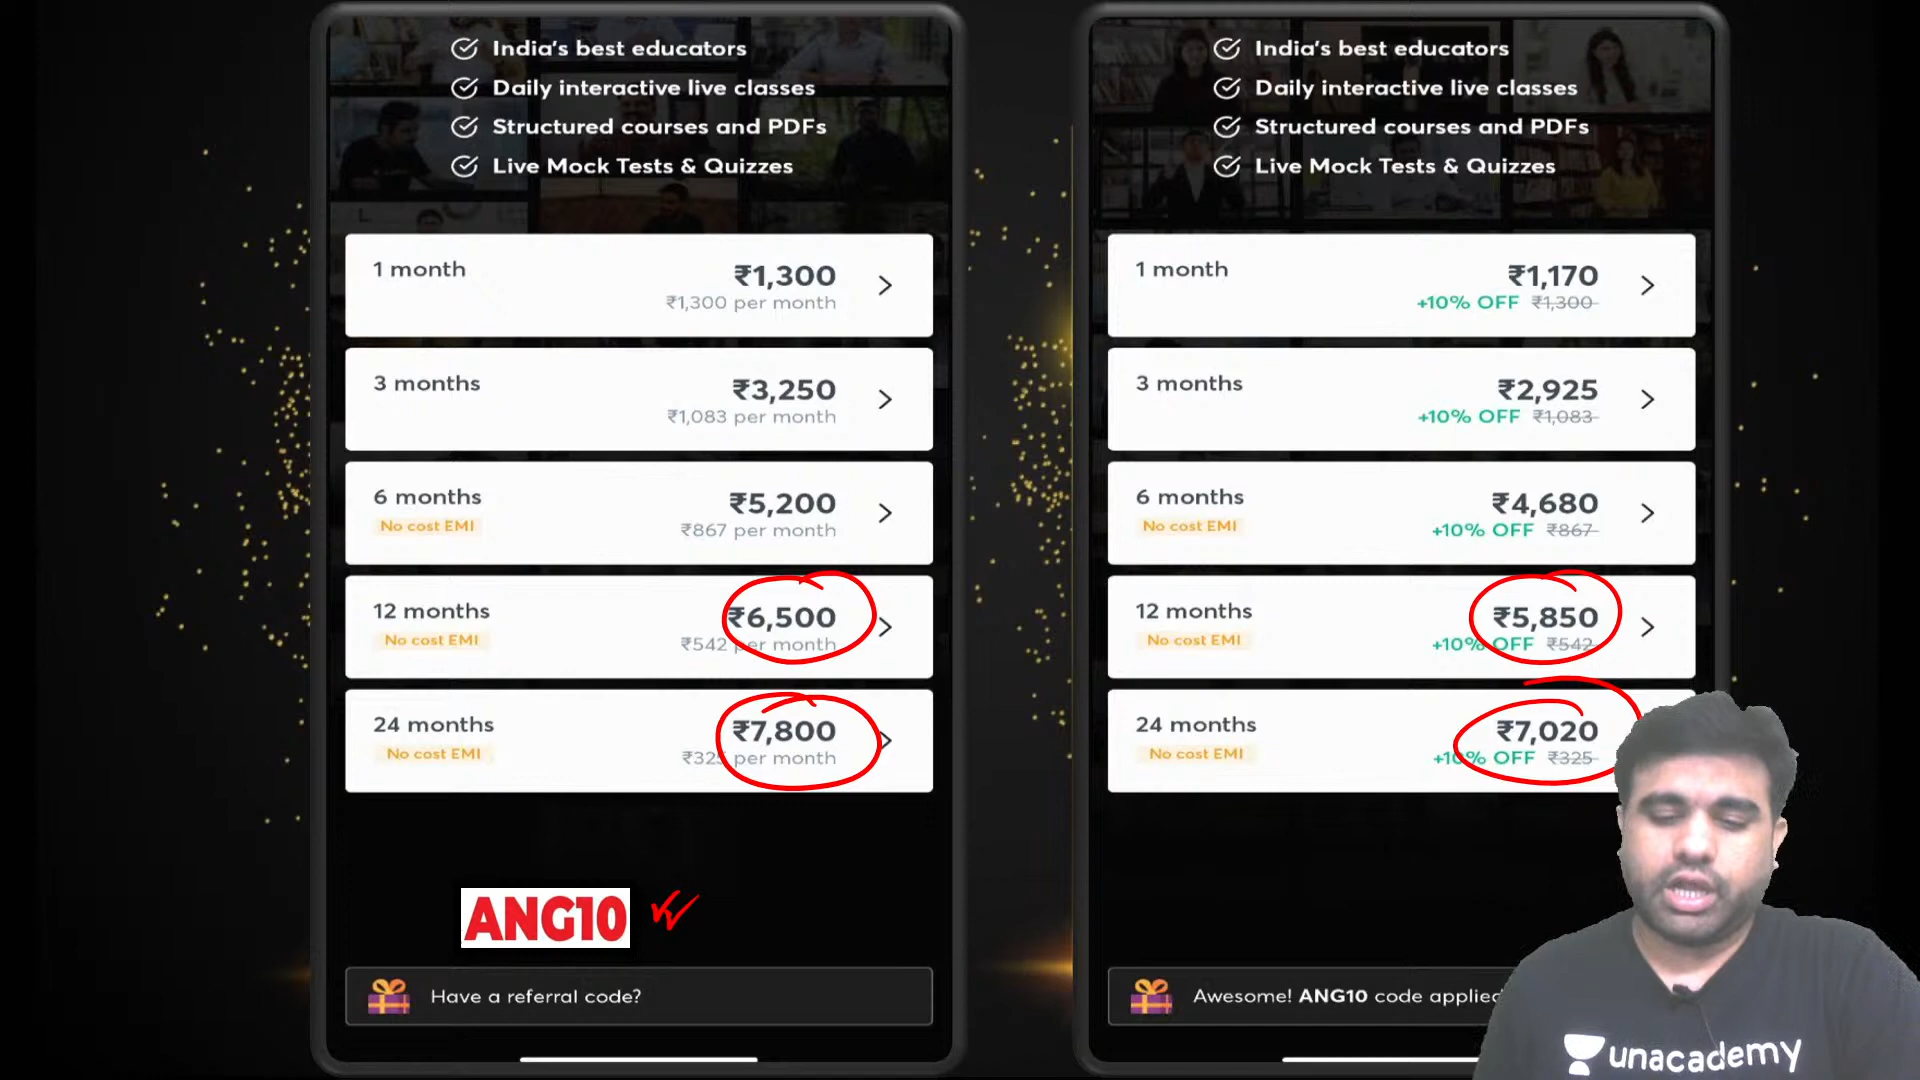 India's best educators
Daily interactive live classes
Structured courses and PDFs
Live Mock Tests & Quizzes
1 month
₹1,300
₹1,300 per month
3 months
₹3,250
₹1,083 per month
6 months
₹5,200
No cost EMI
₹867 per month
12 months
₹6,500
No cost EMI
₹542 per month
24 months
₹7,800
No cost EMI
₹325 per month
ANG10
Have a referral code?
India's best educators
Daily interactive live classes
Structured courses and PDFs
Live Mock Tests & Quizzes
1 month
₹1,170
+10% OFF ₹1,300
3 months
₹2,925
+10% OFF ₹1,083
6 months
₹4,680
No cost EMI
+10% OFF ₹867
12 months
₹5,850
No cost EMI
+10% OFF ₹542
24 months
₹7,020
No cost EMI
+10% OFF ₹325
Awesome! ANG10 code applied
unacademy